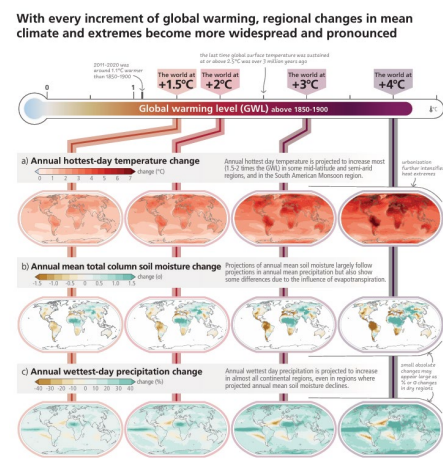 With every increment of global warming, regional changes in mean
climate and extremes become more widespread and pronounced
2011-2020 was
around 1.1°C warmer
than 1850-1900
the last time global surface temperature was sustained
at or above 2.5°C was over 3 million years ago
The world at
+1.5°C
The world at
+2°C
The world at
+3°C
The world at
+4°C
0
1
4
°C
Global warming level (GWL) above 1850-1900
a) Annual hottest-day temperature change
change (°C)
0 1 2 3 4 5 6 7
Annual hottest day temperature is projected to increase most
(1.5-2 times the GWL) in some mid-latitude and semi-arid
regions, and in the South American Monsoon region.
urbanization
further intensifies
heat extremes
b) Annual mean total column soil moisture change
change (σ)
-1.5 -1.0 -0.5 0 0.5 1.0 1.5
Projections of annual mean soil moisture largely follow
projections in annual mean precipitation but also show
some differences due to the influence of evapotranspiration.
c) Annual wettest-day precipitation change
change (%)
-40 -30 -20 -10 0 10 20 30 40
Annual wettest day precipitation is projected to increase
in almost all continental regions, even in regions where
projected annual mean soil moisture declines.
small absolute
changes may
appear large as
% or σ changes
in dry regions